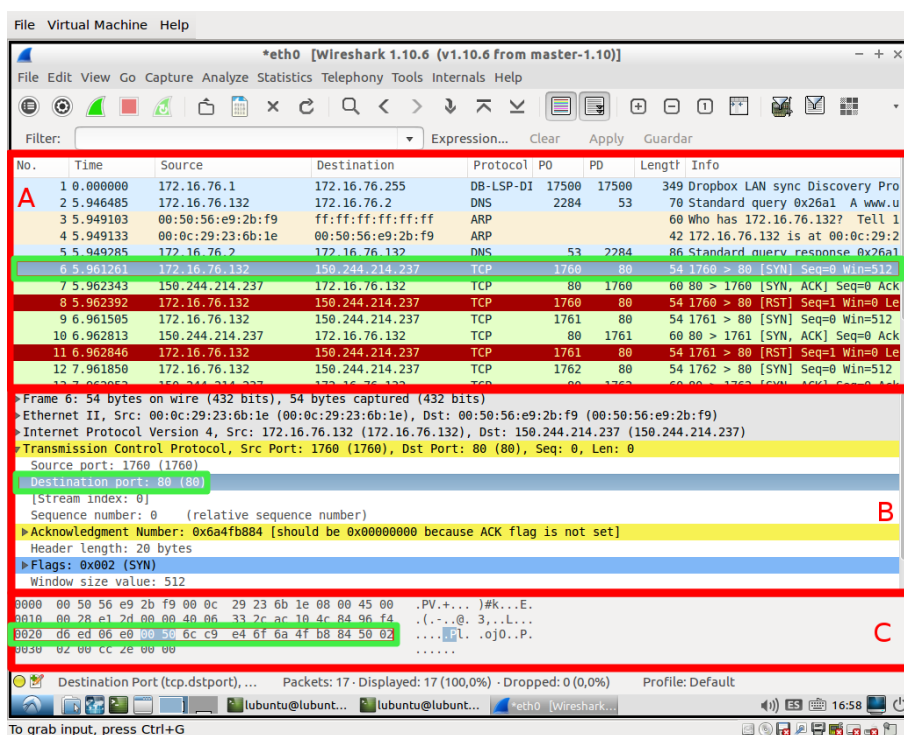 File Virtual Machine Help
*eth0 [Wireshark 1.10.6 (v1.10.6 from master-1.10)]
File Edit View Go Capture Analyze Statistics Telephony Tools Internals Help
Filter: Expression... Clear Apply Guardar
No. Time Source Destination Protocol PO PD Length Info
A
1 0.000000 172.16.76.1 172.16.76.255 DB-LSP-DI 17500 17500 349 Dropbox LAN sync Discovery Pro
2 5.946485 172.16.76.132 172.16.76.2 DNS 2284 53 70 Standard query 0x26a1 A www.u
3 5.949103 00:50:56:e9:2b:f9 ff:ff:ff:ff:ff:ff ARP 60 Who has 172.16.76.132? Tell 1
4 5.949133 00:0c:29:23:6b:1e 00:50:56:e9:2b:f9 ARP 42 172.16.76.132 is at 00:0c:29:2
5 5.949285 172.16.76.2 172.16.76.132 DNS 53 2284 86 Standard query response 0x26a1
6 5.961261 172.16.76.132 150.244.214.237 TCP 1760 80 54 1760 > 80 [SYN] Seq=0 Win=512
7 5.962343 150.244.214.237 172.16.76.132 TCP 80 1760 60 80 > 1760 [SYN, ACK] Seq=0 Ack
8 5.962392 172.16.76.132 150.244.214.237 TCP 1760 80 54 1760 > 80 [RST] Seq=1 Win=0 Le
9 6.961505 172.16.76.132 150.244.214.237 TCP 1761 80 54 1761 > 80 [SYN] Seq=0 Win=512
10 6.962813 150.244.214.237 172.16.76.132 TCP 80 1761 60 80 > 1761 [SYN, ACK] Seq=0 Ack
11 6.962846 172.16.76.132 150.244.214.237 TCP 1761 80 54 1761 > 80 [RST] Seq=1 Win=0 Le
12 7.961850 172.16.76.132 150.244.214.237 TCP 1762 80 54 1762 > 80 [SYN] Seq=0 Win=512
Frame 6: 54 bytes on wire (432 bits), 54 bytes captured (432 bits)
Ethernet II, Src: 00:0c:29:23:6b:1e (00:0c:29:23:6b:1e), Dst: 00:50:56:e9:2b:f9 (00:50:56:e9:2b:f9)
Internet Protocol Version 4, Src: 172.16.76.132 (172.16.76.132), Dst: 150.244.214.237 (150.244.214.237)
Transmission Control Protocol, Src Port: 1760 (1760), Dst Port: 80 (80), Seq: 0, Len: 0
Source port: 1760 (1760)
Destination port: 80 (80)
[Stream index: 0]
Sequence number: 0 (relative sequence number)
B
Acknowledgment Number: 0x6a4fb884 [should be 0x00000000 because ACK flag is not set]
Header length: 20 bytes
Flags: 0x002 (SYN)
Window size value: 512
0000 00 50 56 e9 2b f9 00 0c 29 23 6b 1e 08 00 45 00 .PV.+... )#k...E.
0010 00 28 e1 2d 00 00 40 06 33 2c ac 10 4c 84 96 f4 .(.-..@. 3,..L...
0020 d6 ed 06 e0 00 50 6c c9 e4 6f 6a 4f b8 84 50 02 .....Pl. .ojO..P.
0030 02 00 cc 2e 00 00 ......
C
Destination Port (tcp.dstport), ... Packets: 17 · Displayed: 17 (100,0%) · Dropped: 0 (0,0%) Profile: Default
lubuntu@lubunt... lubuntu@lubunt... *eth0 [Wireshark... ES 16:58
To grab input, press Ctrl+G